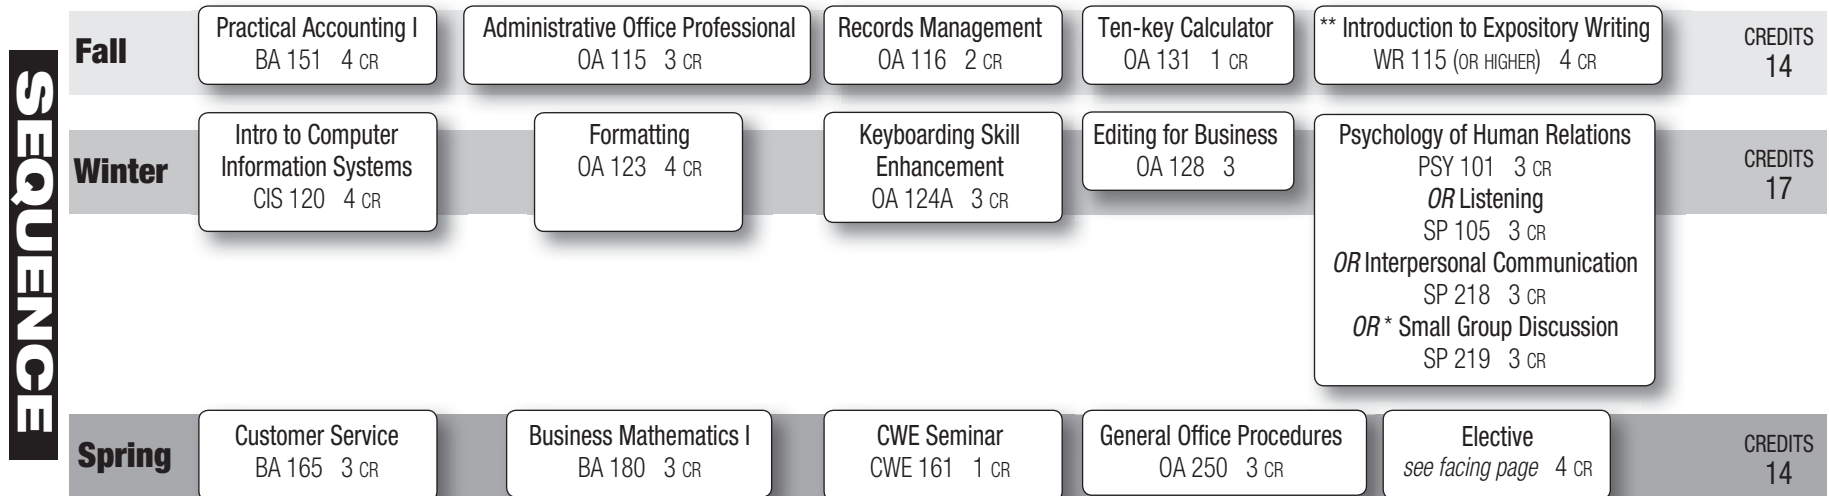 SEQUENCE
Fall
Practical Accounting I
BA 151 4 CR
Administrative Office Professional
OA 115 3 CR
Records Management
OA 116 2 CR
Ten-key Calculator
OA 131 1 CR
** Introduction to Expository Writing
WR 115 (OR HIGHER) 4 CR
CREDITS
14
Winter
Intro to Computer
Information Systems
CIS 120 4 CR
Formatting
OA 123 4 CR
Keyboarding Skill
Enhancement
OA 124A 3 CR
Editing for Business
OA 128 3
Psychology of Human Relations
PSY 101 3 CR
OR Listening
SP 105 3 CR
OR Interpersonal Communication
SP 218 3 CR
OR * Small Group Discussion
SP 219 3 CR
CREDITS
17
Spring
Customer Service
BA 165 3 CR
Business Mathematics I
BA 180 3 CR
CWE Seminar
CWE 161 1 CR
General Office Procedures
OA 250 3 CR
Elective
see facing page 4 CR
CREDITS
14